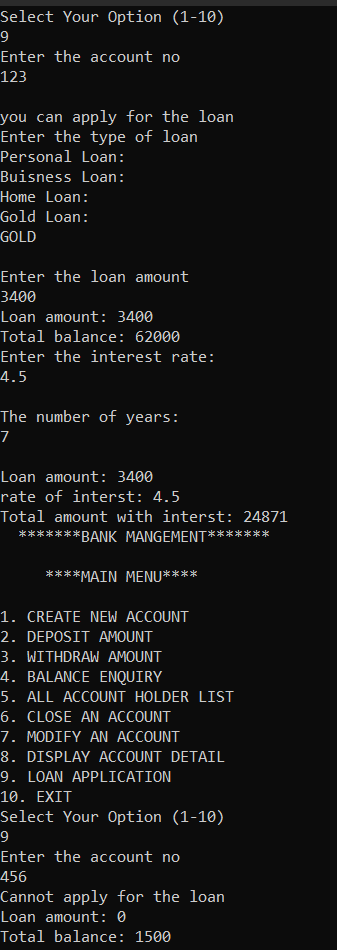 Select Your Option (1-10)
9
Enter the account no
123
you can apply for the loan
Enter the type of loan
Personal Loan:
Buisness Loan:
Home Loan:
Gold Loan:
GOLD
Enter the loan amount
3400
Loan amount: 3400
Total balance: 62000
Enter the interest rate:
4.5
The number of years:
7
Loan amount: 3400
rate of interst: 4.5
Total amount with interst: 24871
*******BANK MANGEMENT*******
****MAIN MENU****
1. CREATE NEW ACCOUNT
2. DEPOSIT AMOUNT
3. WITHDRAW AMOUNT
4. BALANCE ENQUIRY
5. ALL ACCOUNT HOLDER LIST
6. CLOSE AN ACCOUNT
7. MODIFY AN ACCOUNT
8. DISPLAY ACCOUNT DETAIL
9. LOAN APPLICATION
10. EXIT
Select Your Option (1-10)
9
Enter the account no
456
Cannot apply for the loan
Loan amount: 0
Total balance: 1500